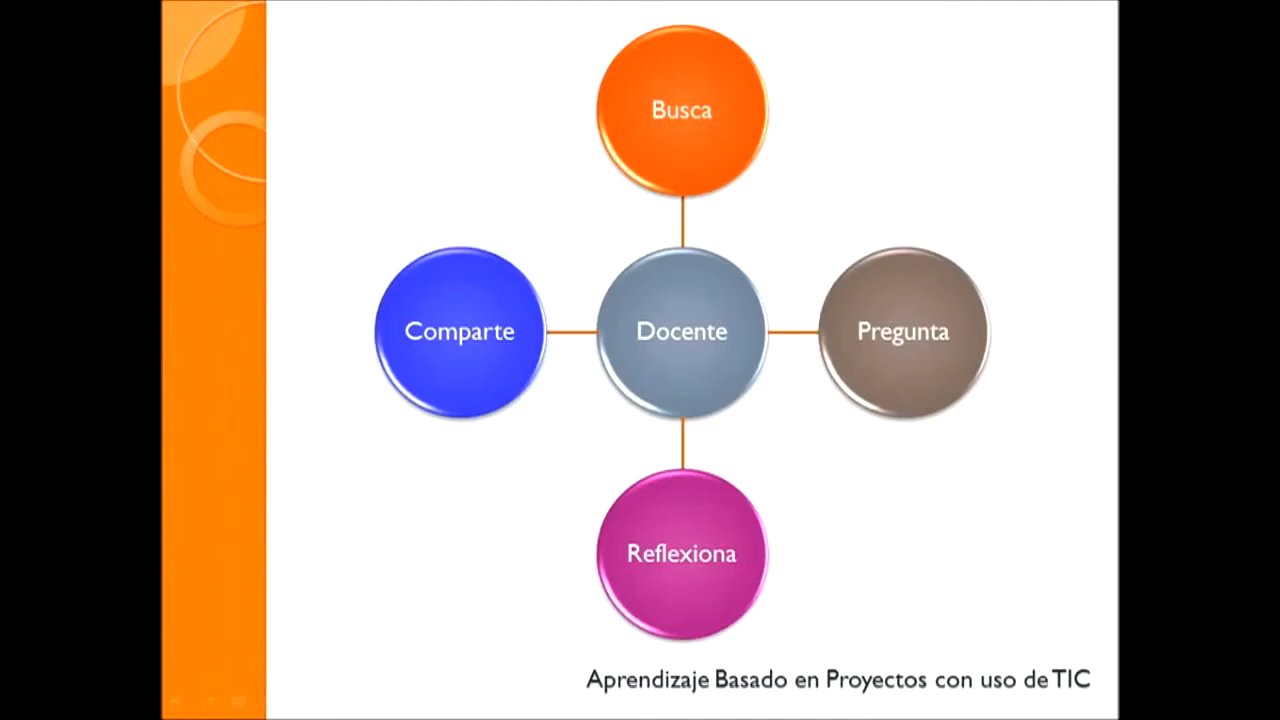 Busca
Comparte
Docente
Pregunta
Reflexiona
Aprendizaje Basado en Proyectos con uso de TIC